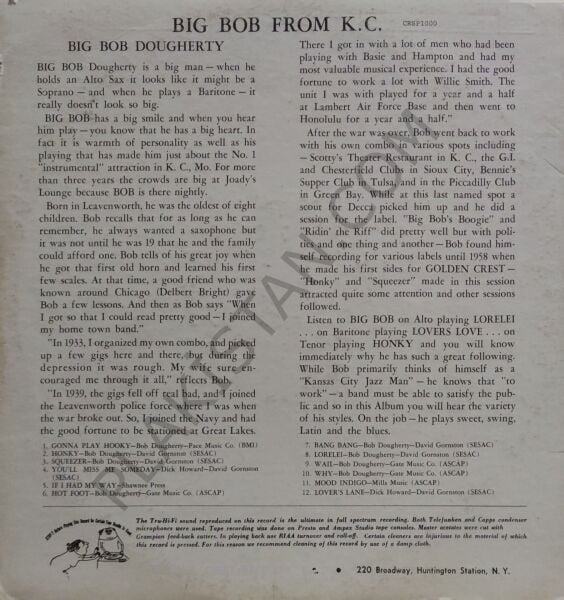 BIG BOB FROM K.C. CRSP1000
BIG BOB DOUGHERTY
BIG BOB Dougherty is a big man — when he
holds an Alto Sax it looks like it might be a
Soprano — and when he plays a Baritone — it
really doesn't look so big.
BIG BOB has a big smile and when you hear
him play — you know that he has a big heart. In
fact it is warmth of personality as well as his
playing that has made him just about the No. 1
"instrumental" attraction in K. C., Mo. For more
than three years the crowds are big at Joady's
Lounge because BOB is there nightly.
Born in Leavenworth, he was the oldest of eight
children. Bob recalls that for as long as he can
remember, he always wanted a saxophone but
it was not until he was 19 that he and the family
could afford one. Bob tells of his great joy when
he got that first old horn and learned his first
few scales. At that time, a good friend who was
known around Chicago (Delbert Bright) gave
Bob a few lessons. And then as Bob says "When
I got so that I could read pretty good — I joined
my home town band."
"In 1933, I organized my own combo, and picked
up a few gigs here and there, but during the
depression it was rough. My wife sure en-
couraged me through it all," reflects Bob.
"In 1939, the gigs fell off real bad, and I joined
the Leavenworth police force where I was when
the war broke out. So, I joined the Navy and had
the good fortune to be stationed at Great Lakes.
There I got in with a lot of men who had been
playing with Basie and Hampton and had my
most valuable musical experience. I had the good
fortune to work a lot with Willie Smith. The
unit I was with played for a year and a half
at Lambert Air Force Base and then went to
Honolulu for a year and a half."
After the war was over, Bob went back to work
with his own combo at various spots including
— Scotty's Theater Restaurant in K. C., the G.I.
and Chesterfield Clubs in Sioux City, Bennie's
Supper Club in Tulsa, and in the Piccadilly Club
in Green Bay. While at this last named spot a
scout for Decca picked him up and he did a
session for the label. "Big Bob's Boogie" and
"Ridin' the Riff" did pretty well but with poli-
tics and one thing and another — Bob found him-
self recording for various labels until 1958 when
he made his first sides for GOLDEN CREST —
"Honky" and "Squeezer" made in this session
attracted quite some attention and other sessions
followed.
Listen to BIG BOB on Alto playing LORELEI
. . . on Baritone playing LOVERS LOVE . . . on
Tenor playing HONKY and you will know
immediately why he has such a great following.
While Bob primarily thinks of himself as a
"Kansas City Jazz Man" — he knows that "to
work" — a band must be able to satisfy the pub-
lic and so in this Album you will hear the variety
of his styles. On the job — he plays sweet, swing,
Latin and the blues.
1. GONNA PLAY HOOKY—Bob Dougherty—Pace Music Co. (BMI)
2. HONKY—Bob Dougherty—David Gornston (SESAC)
3. SQUEEZER—Bob Dougherty—David Gornston (SESAC)
4. YOU'LL MISS ME SOMEDAY—Dick Howard—David Gornston
(SESAC)
5. IF I HAD MY WAY—Shawnee Press
6. HOT FOOT—Bob Dougherty—Gate Music Co. (ASCAP)
7. BANG BANG—Bob Dougherty—David Gornston (SESAC)
8. LORELEI—Bob Dougherty—David Gornston (SESAC)
9. WAIL—Bob Dougherty—Gate Music Co. (ASCAP)
10. WHY—Bob Dougherty—Gate Music Co. (ASCAP)
11. MOOD INDIGO—Mills Music (ASCAP)
12. LOVER'S LANE—Dick Howard—David Gornston (SESAC)
The Tru-Hi-Fi sound reproduced on this record is the ultimate in full spectrum recording. Both Telefunken and Capps condenser
microphones were used. Tape recording was done on Presto and Ampex Studio tape consoles. Master acetates were cut with
Grampion feed-back cutters. In playing back use RIAA turnover and roll-off. Certain cleaners are injurious to the material of which
this record is pressed. For this reason we recommend cleaning of this record by use of a damp cloth.
• 220 Broadway, Huntington Station, N. Y.
PLAKISTAN.COM